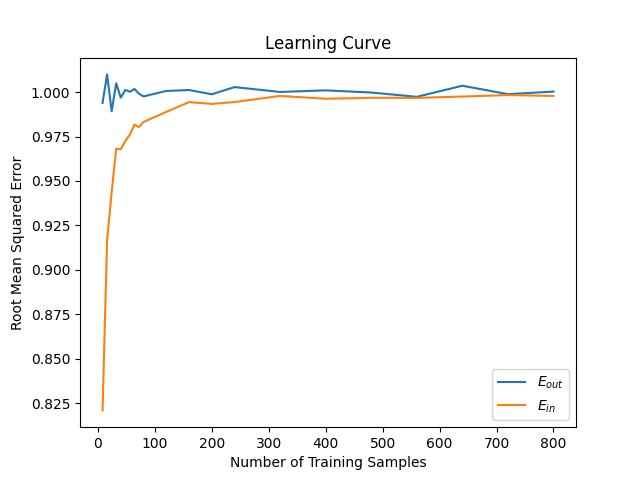 Learning Curve
Root Mean Squared Error
1.000
0.975
0.950
0.925
0.900
0.875
0.850
0.825
0 100 200 300 400 500 600 700 800
Number of Training Samples
E_out
E_in